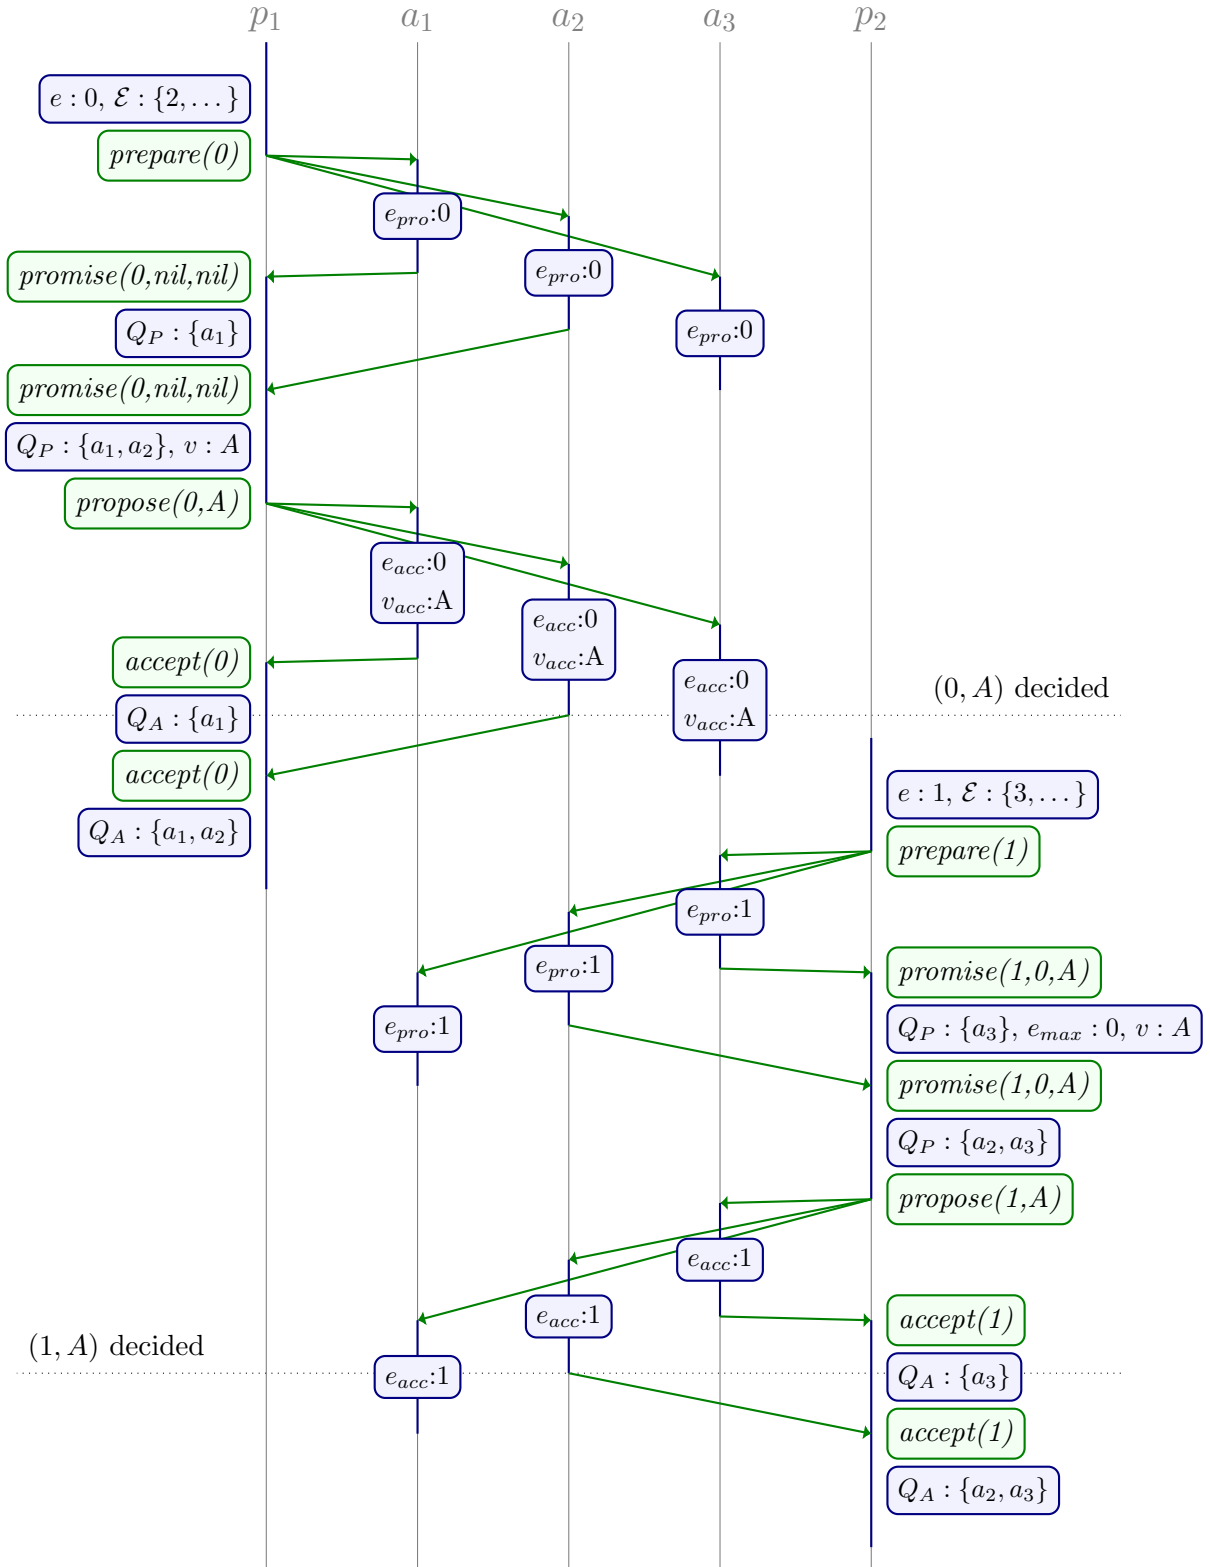 p₁ a₁ a₂ a₃ p₂
e : 0, ℰ : {2, . . . }
prepare(0)
e_pro:0
e_pro:0
promise(0,nil,nil)
Q_P : {a₁}
e_pro:0
promise(0,nil,nil)
Q_P : {a₁, a₂}, v : A
propose(0,A)
e_acc:0
v_acc:A
e_acc:0
v_acc:A
accept(0)
e_acc:0
v_acc:A
(0, A) decided
Q_A : {a₁}
accept(0)
e : 1, ℰ : {3, . . . }
Q_A : {a₁, a₂}
prepare(1)
e_pro:1
e_pro:1
promise(1,0,A)
e_pro:1
Q_P : {a₃}, e_max : 0, v : A
promise(1,0,A)
Q_P : {a₂, a₃}
propose(1,A)
e_acc:1
e_acc:1
accept(1)
(1, A) decided
e_acc:1
Q_A : {a₃}
accept(1)
Q_A : {a₂, a₃}